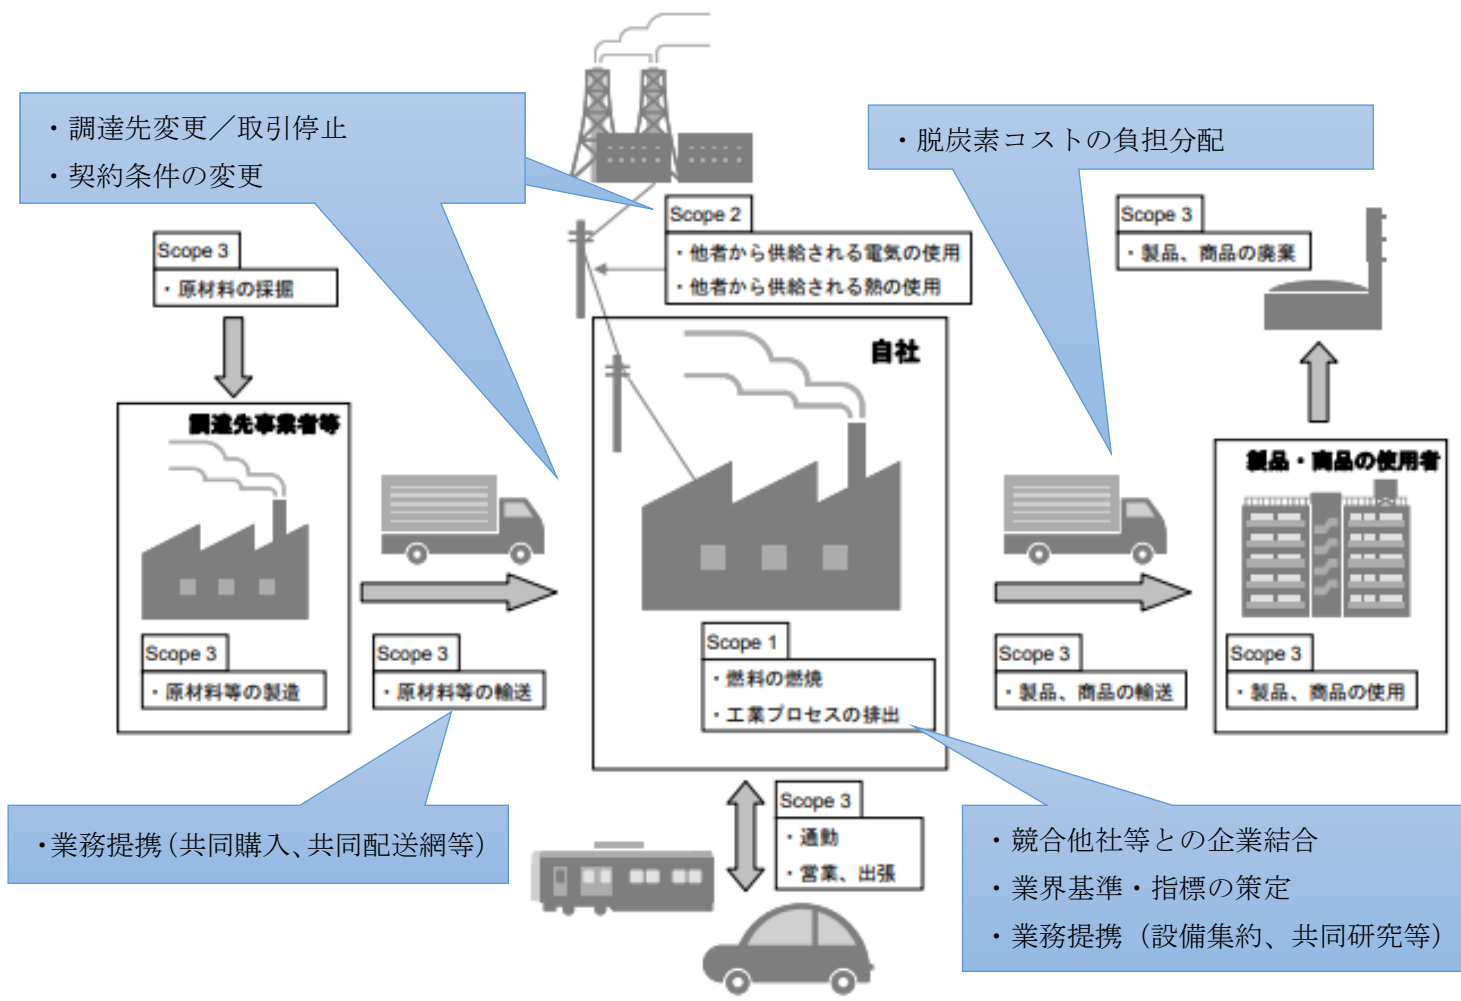 ・調達先変更／取引停止
・契約条件の変更
・脱炭素コストの負担分配
Scope 2
・他者から供給される電気の使用
・他者から供給される熱の使用
Scope 3
・製品、商品の廃棄
Scope 3
・原材料の採掘
自社
調達先事業者等
製品・商品の使用者
Scope 3
・原材料等の製造
Scope 3
・原材料等の輸送
Scope 1
・燃料の燃焼
・工業プロセスの排出
Scope 3
・製品、商品の輸送
Scope 3
・製品、商品の使用
Scope 3
・通勤
・営業、出張
・業務提携（共同購入、共同配送網等）
・競合他社等との企業結合
・業界基準・指標の策定
・業務提携（設備集約、共同研究等）